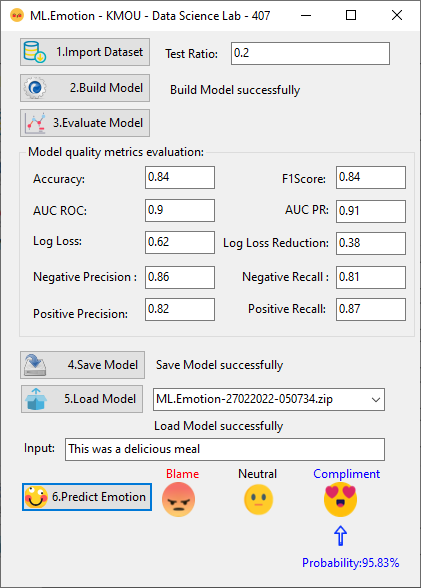 ML.Emotion - KMOU - Data Science Lab - 407
1.Import Dataset Test Ratio: 0.2
2.Build Model Build Model successfully
3.Evaluate Model
Model quality metrics evaluation:
Accuracy: 0.84 F1Score: 0.84
AUC ROC: 0.9 AUC PR: 0.91
Log Loss: 0.62 Log Loss Reduction: 0.38
Negative Precision : 0.86 Negative Recall : 0.81
Positive Precision: 0.82 Positive Recall: 0.87
4.Save Model Save Model successfully
5.Load Model ML.Emotion-27022022-050734.zip
Load Model successfully
Input: This was a delicious meal
Blame Neutral Compliment
6.Predict Emotion
Probability:95.83%